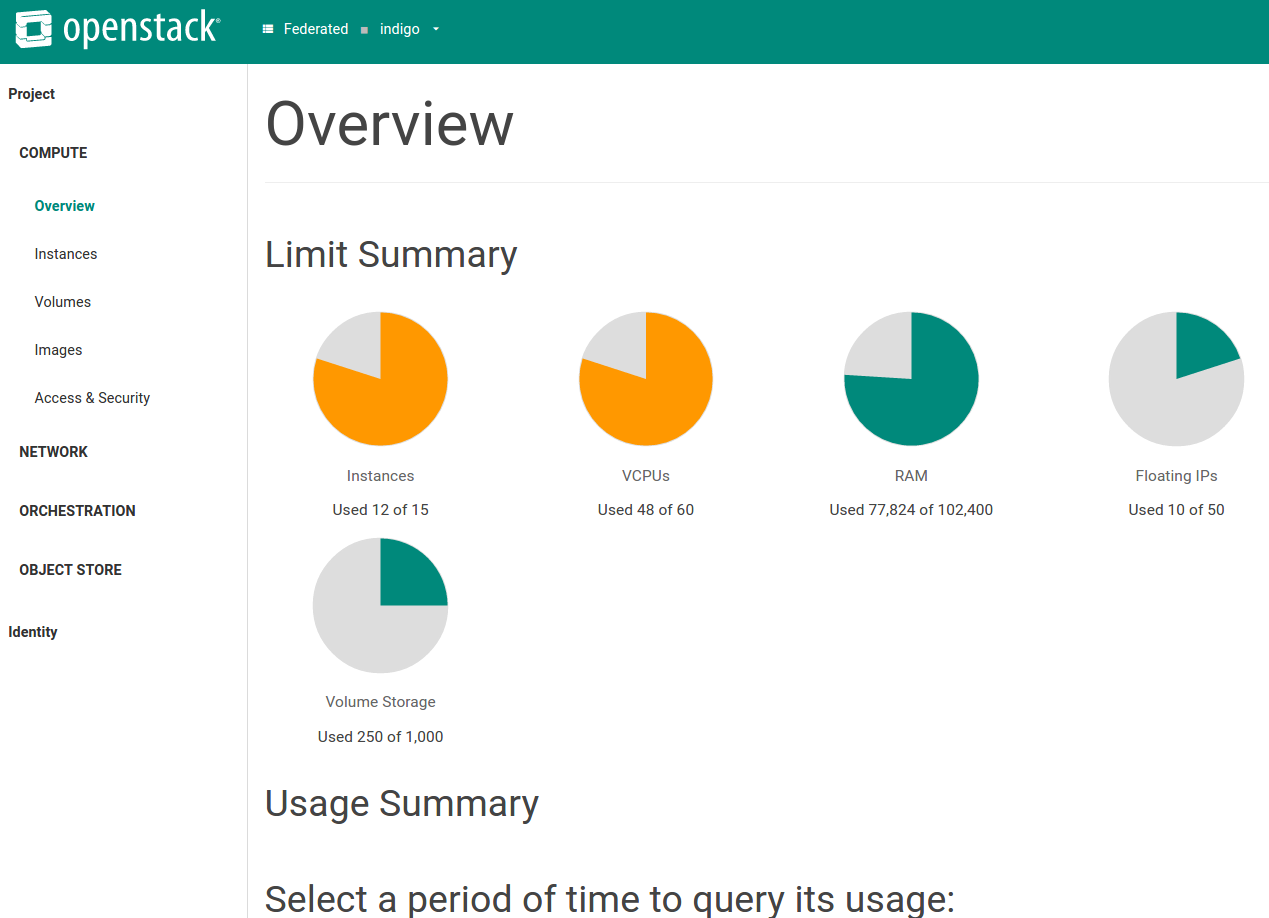 openstack®
Federated indigo
Project
COMPUTE
Overview
Instances
Volumes
Images
Access & Security
NETWORK
ORCHESTRATION
OBJECT STORE
Identity
Overview
Limit Summary
Instances
Used 12 of 15
VCPUs
Used 48 of 60
RAM
Used 77,824 of 102,400
Floating IPs
Used 10 of 50
Volume Storage
Used 250 of 1,000
Usage Summary
Select a period of time to query its usage: